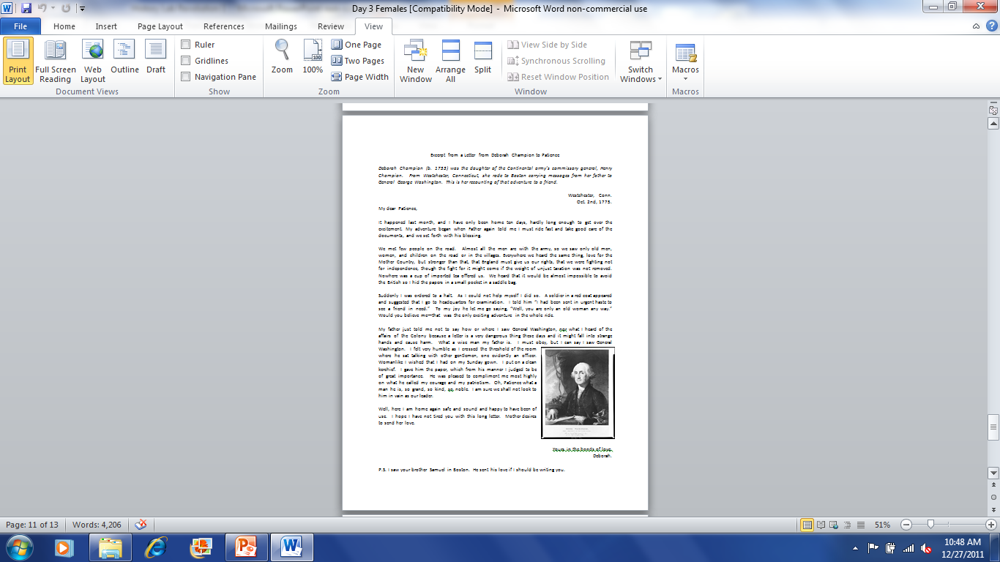 Day 3 Females [Compatibility Mode] - Microsoft Word non-commercial use
File Home Insert Page Layout References Mailings Review View
Print Layout
Full Screen Reading
Web Layout
Outline
Draft
Document Views
Ruler
Gridlines
Navigation Pane
Show
Zoom
100
100%
One Page
Two Pages
Page Width
Zoom
New Window
Arrange All
Split
View Side by Side
Synchronous Scrolling
Reset Window Position
Window
Switch Windows
Macros
Macros
Excerpt from a Letter from Deborah Champion to Patience
Deborah Champion (b. 1753) was the daughter of the Continental army's commissary general, Henry
Champion. From Westchester, Connecticut, she rode to Boston carrying messages from her father to
General George Washington. This is her recounting of that adventure to a friend.
Westchester, Conn.
Oct. 2nd, 1775.
My dear Patience,
It happened last month, and I have only been home ten days, hardly long enough to get over the
excitement. My adventure began when Father again told me I must ride fast and take good care of the
documents, and we set forth with his blessing.
We met few people on the road. Almost all the men are with the army, so we saw only old men,
women, and children on the road or in the villages. Everywhere we heard the same thing, love for the
Mother Country, but stronger than that, that England must give us our rights, that we were fighting not
for independence, though the fight for it might come if the weight of unjust taxation was not removed.
Nowhere was a cup of imported tea offered us. We heard that it would be almost impossible to avoid
the British so I hid the papers in a small pocket in a saddle bag.
Suddenly I was ordered to a halt. As I could not help myself I did so. A soldier in a red coat appeared
and suggested that I go to headquarters for examination. I told him "I had been sent in urgent haste to
see a friend in need." To my joy he let me go saying, "Well, you are only an old woman any way."
Would you believe me—that was the only exciting adventure in the whole ride.
My father just told me not to say how or where I saw General Washington, nor what I heard of the
affairs of the Colony because a letter is a very dangerous thing these days and it might fall into strange
hands and cause harm. What a wise man my father is. I must obey, but I can say I saw General
Washington. I felt very humble as I crossed the threshold of the room
where he sat talking with other gentlemen, one evidently an officer.
Womanlike I wished that I had on my Sunday gown. I put on a clean
kerchief. I gave him the paper, which from his manner I judged to be
of great importance. He was pleased to compliment me most highly
on what he called my courage and my patriotism. Oh, Patience what a
man he is, so grand, so kind, so noble. I am sure we shall not look to
him in vain as our leader.
Well, here I am home again safe and sound and happy to have been of
use. I hope I have not tired you with this long letter. Mother desires
to send her love.
Yours in the bonds of love,
Deborah.
P.S. I saw your brother Samuel in Boston. He sent his love if I should be writing you.
Page: 11 of 13 Words: 4,206
51%
10:48 AM
12/27/2011